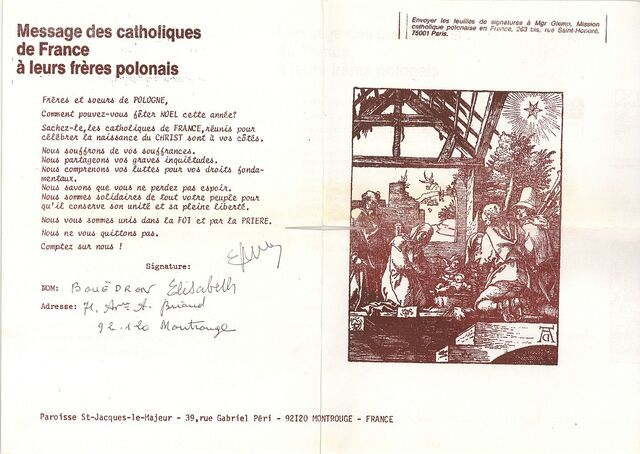 Message des catholiques
de France
à leurs frères polonais
Envoyer les feuilles de signatures à Mgr Glemp, Mission
catholique polonaise en France, 263 bis, rue Saint-Honoré,
75001 Paris.
Frères et soeurs de POLOGNE,
Comment pouvez-vous fêter NOEL cette année?
Sachez-le, les catholiques de FRANCE, réunis pour
célébrer la naissance du CHRIST sont à vos côtés.
Nous souffrons de vos souffrances.
Nous partageons vos graves inquiétudes.
Nous comprenons vos luttes pour vos droits fonda-
mentaux.
Nous savons que vous ne perdez pas espoir.
Nous sommes solidaires de tout votre peuple pour
qu'il conserve son unité et sa pleine liberté.
Nous vous sommes unis dans la FOI et par la PRIERE.
Nous ne vous quittons pas.
Comptez sur nous !
Signature:
NOM: BOUËDRON Elisabeth
Adresse: 71, Ave A. Briand
92.120 Montrouge
AD
Paroisse St-Jacques-le-Majeur - 39, rue Gabriel Péri - 92120 MONTROUGE - FRANCE